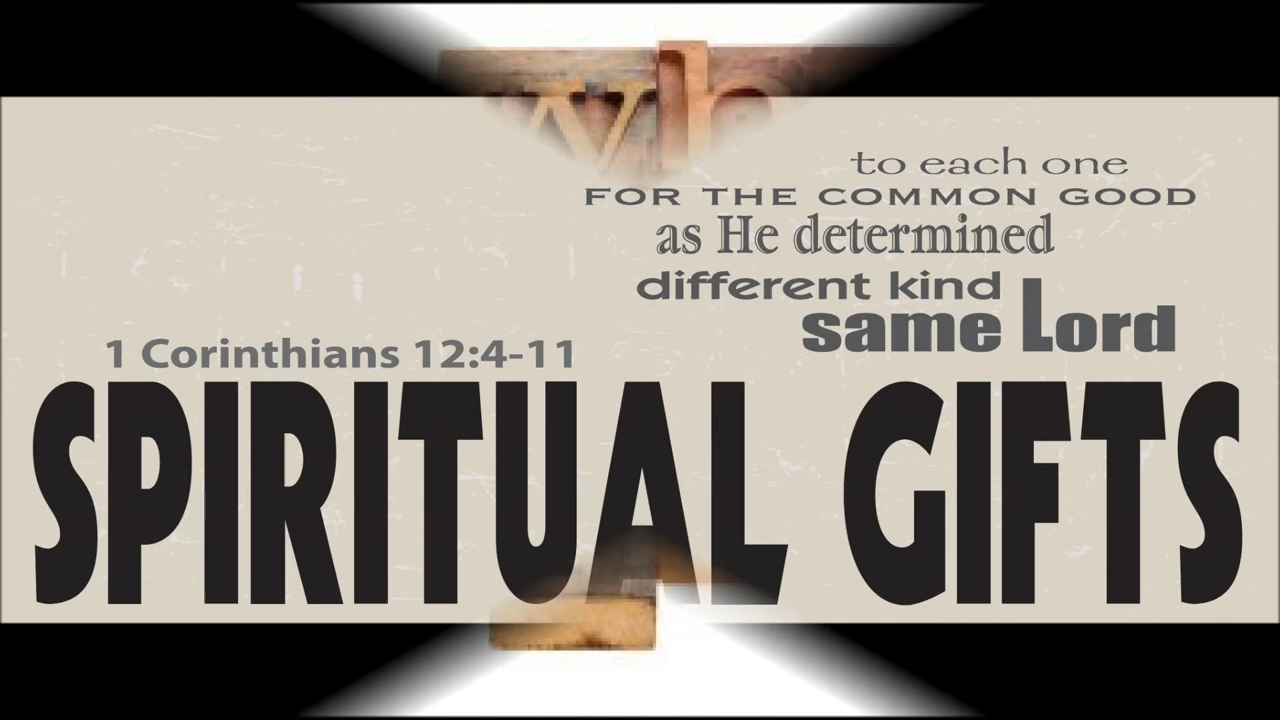 to each one
FOR THE COMMON GOOD
as He determined
different kind
same Lord
1 Corinthians 12:4-11
SPIRITUAL GIFTS